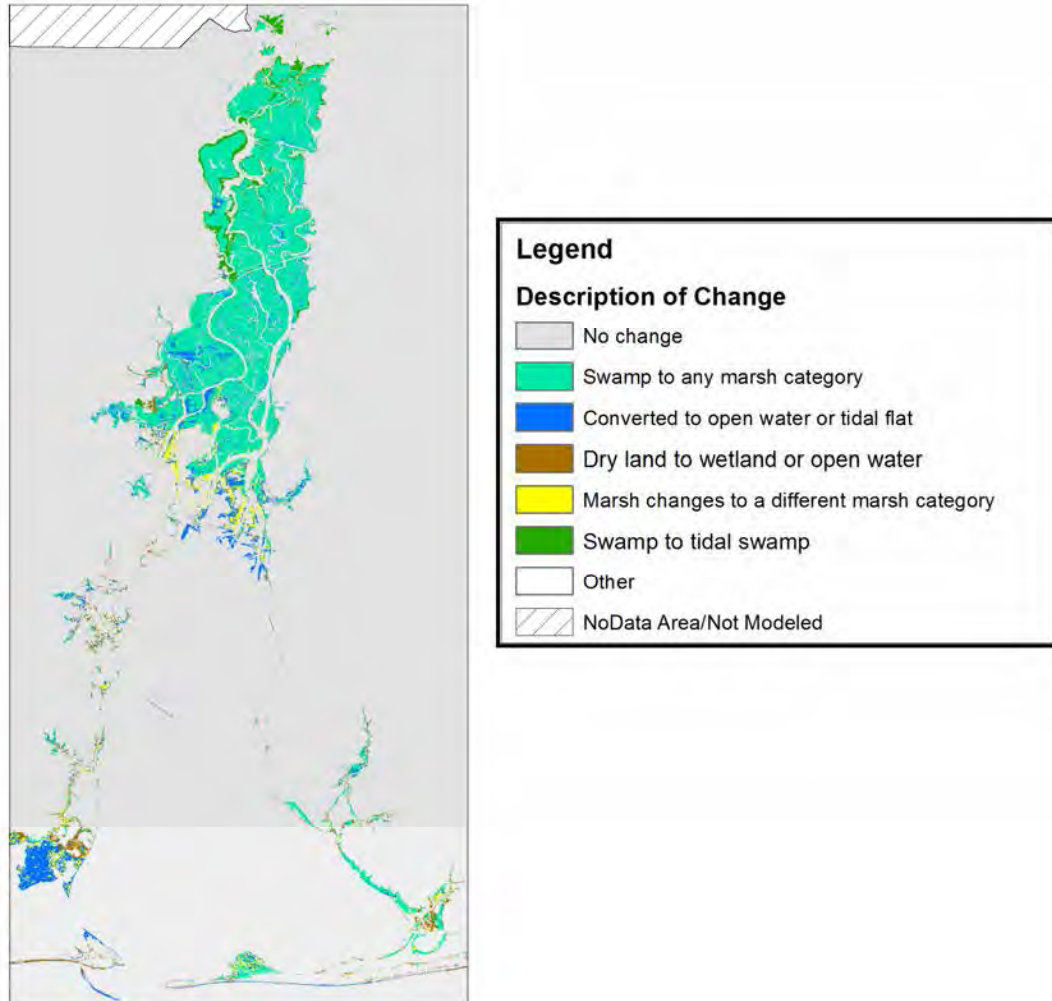 Legend
Description of Change
No change
Swamp to any marsh category
Converted to open water or tidal flat
Dry land to wetland or open water
Marsh changes to a different marsh category
Swamp to tidal swamp
Other
NoData Area/Not Modeled